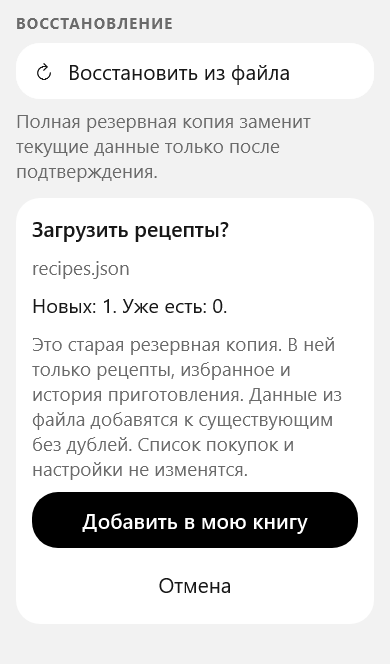 ВОССТАНОВЛЕНИЕ
Восстановить из файла
Полная резервная копия заменит
текущие данные только после
подтверждения.
Загрузить рецепты?
recipes.json
Новых: 1. Уже есть: 0.
Это старая резервная копия. В ней
только рецепты, избранное и
история приготовления. Данные из
файла добавятся к существующим
без дублей. Список покупок и
настройки не изменятся.
Добавить в мою книгу
Отмена